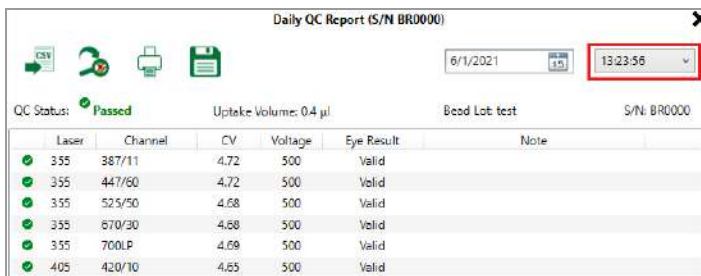 Daily QC Report (S/N BR0000)
CSV
6/1/2021 15 13:23:56
QC Status: Passed Uptake Volume: 0.4 µl Bead Lot: test S/N: BR0000
Laser Channel CV Voltage Eye Result Note
355 387/11 4.72 500 Valid
355 447/60 4.72 500 Valid
355 525/50 4.68 500 Valid
355 670/30 4.68 500 Valid
355 700LP 4.69 500 Valid
405 420/10 4.65 500 Valid